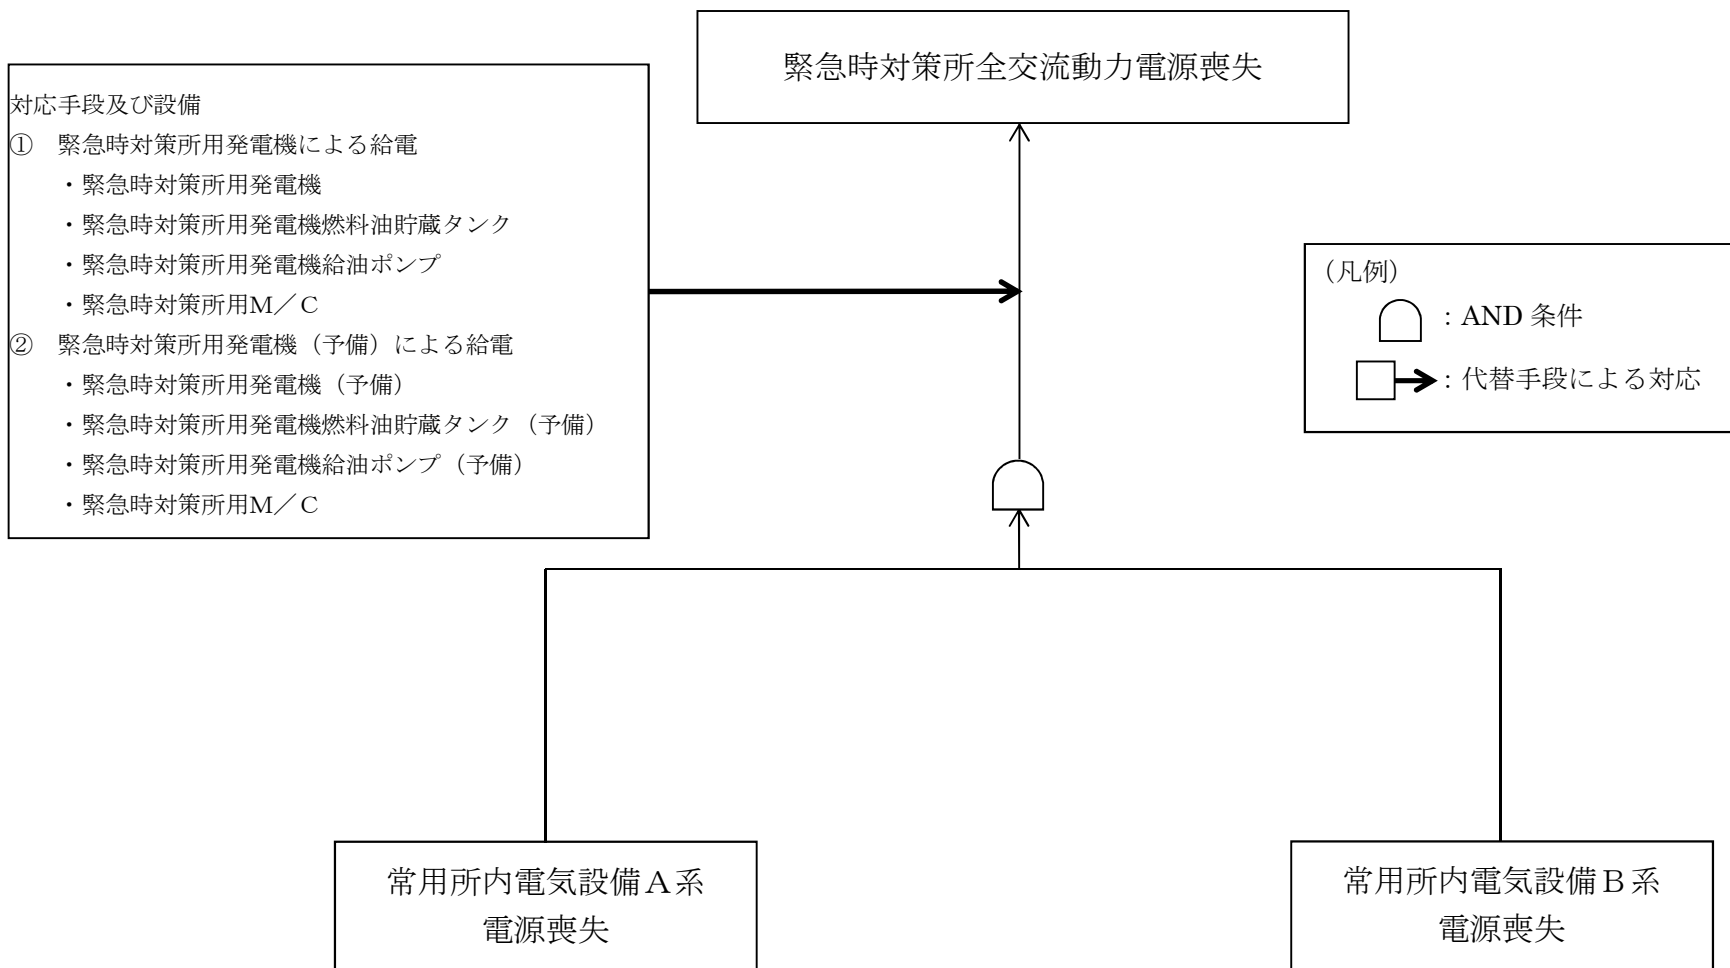 緊急時対策所全交流動力電源喪失
対応手段及び設備
① 緊急時対策所用発電機による給電
・緊急時対策所用発電機
・緊急時対策所用発電機燃料油貯蔵タンク
・緊急時対策所用発電機給油ポンプ
・緊急時対策所用M/C
② 緊急時対策所用発電機（予備）による給電
・緊急時対策所用発電機（予備）
・緊急時対策所用発電機燃料油貯蔵タンク（予備）
・緊急時対策所用発電機給油ポンプ（予備）
・緊急時対策所用M/C
（凡例）
：AND 条件
：代替手段による対応
常用所内電気設備A系
電源喪失
常用所内電気設備B系
電源喪失